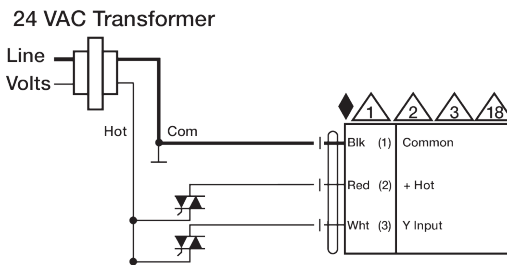 24 VAC Transformer
Line
Volts
Hot
Com
1 2 3 18
Blk (1) Common
Red (2) + Hot
Wht (3) Y Input